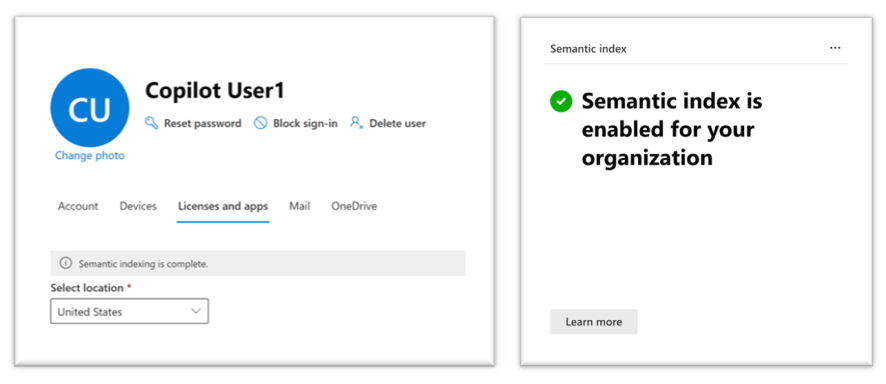 CU
Change photo
Copilot User1
Reset password Block sign-in Delete user
Account Devices Licenses and apps Mail OneDrive
Semantic indexing is complete.
Select location *
United States
Semantic index ...
Semantic index is
enabled for your
organization
Learn more